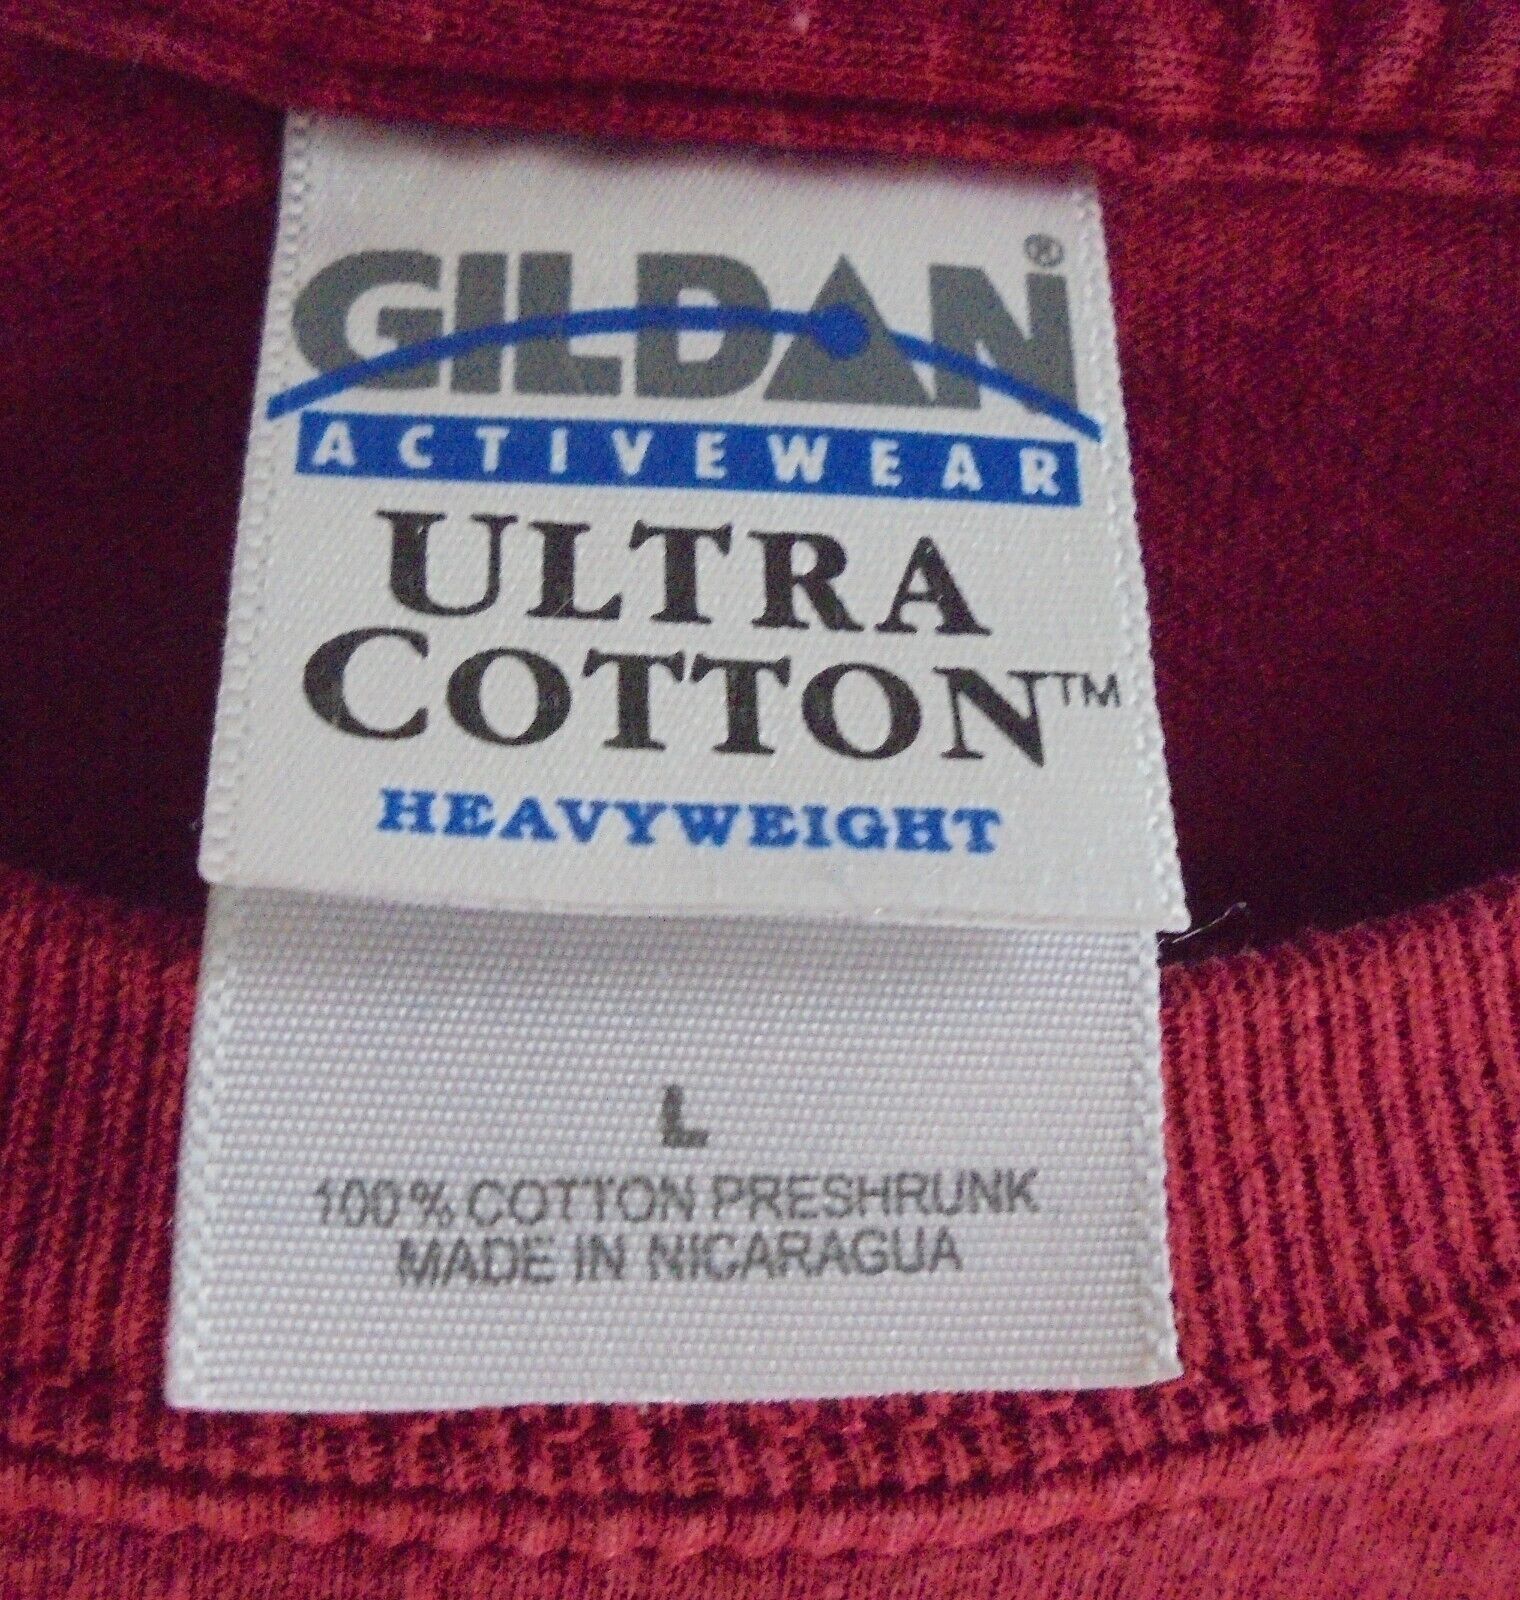 GILDAN®
ACTIVEWEAR
ULTRA
COTTON™
HEAVYWEIGHT
L
100% COTTON PRESHRUNK
MADE IN NICARAGUA